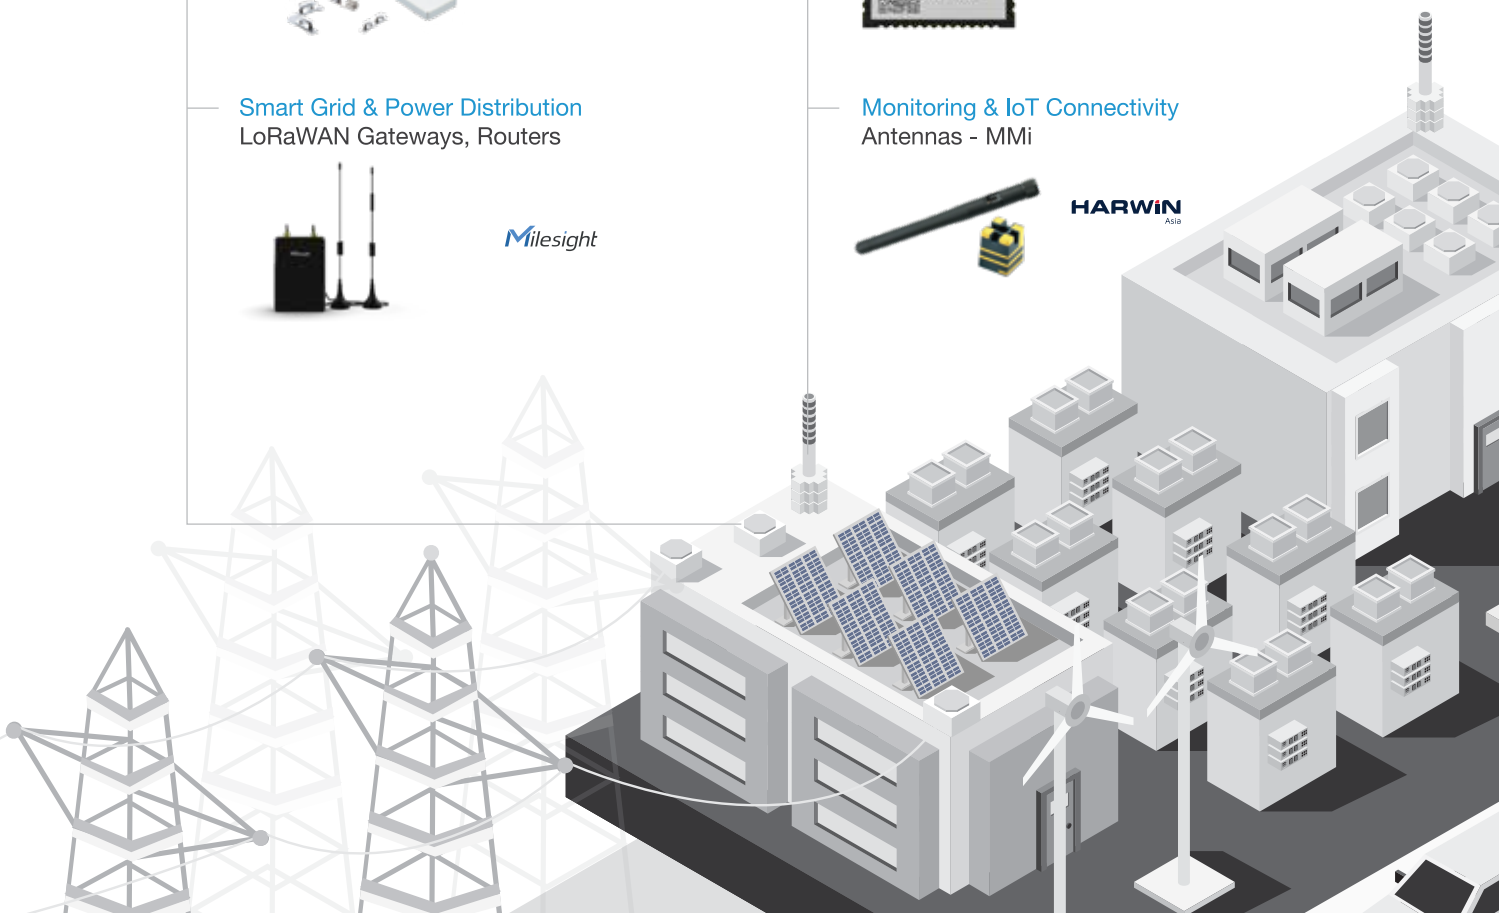 Smart Grid & Power Distribution
LoRaWAN Gateways, Routers
Milesight
Monitoring & IoT Connectivity
Antennas - MMi
HARWIN
Asia